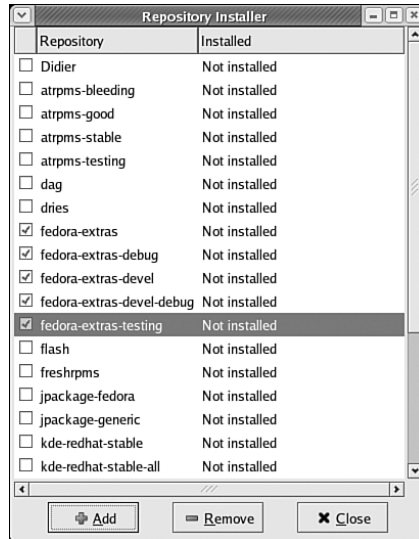 Repository Installer
Repository Installed
Didier Not installed
atrpms-bleeding Not installed
atrpms-good Not installed
atrpms-stable Not installed
atrpms-testing Not installed
dag Not installed
dries Not installed
fedora-extras Not installed
fedora-extras-debug Not installed
fedora-extras-devel Not installed
fedora-extras-devel-debug Not installed
fedora-extras-testing Not installed
flash Not installed
freshrpms Not installed
jpackage-fedora Not installed
jpackage-generic Not installed
kde-redhat-stable Not installed
kde-redhat-stable-all Not installed
Add Remove Close